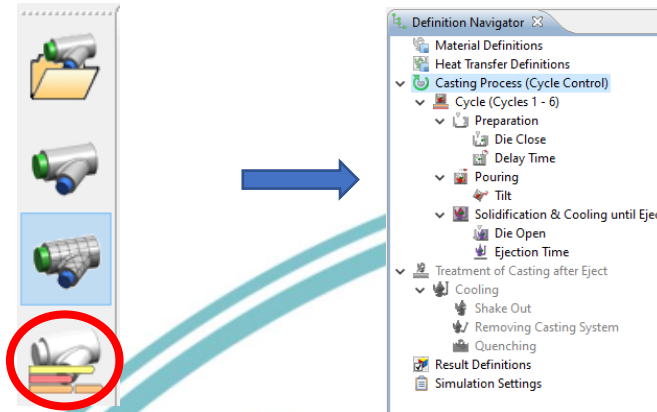 Definition Navigator
Material Definitions
Heat Transfer Definitions
Casting Process (Cycle Control)
Cycle (Cycles 1 - 6)
Preparation
Die Close
Delay Time
Pouring
Tilt
Solidification & Cooling until Ejec
Die Open
Ejection Time
Treatment of Casting after Eject
Cooling
Shake Out
Removing Casting System
Quenching
Result Definitions
Simulation Settings